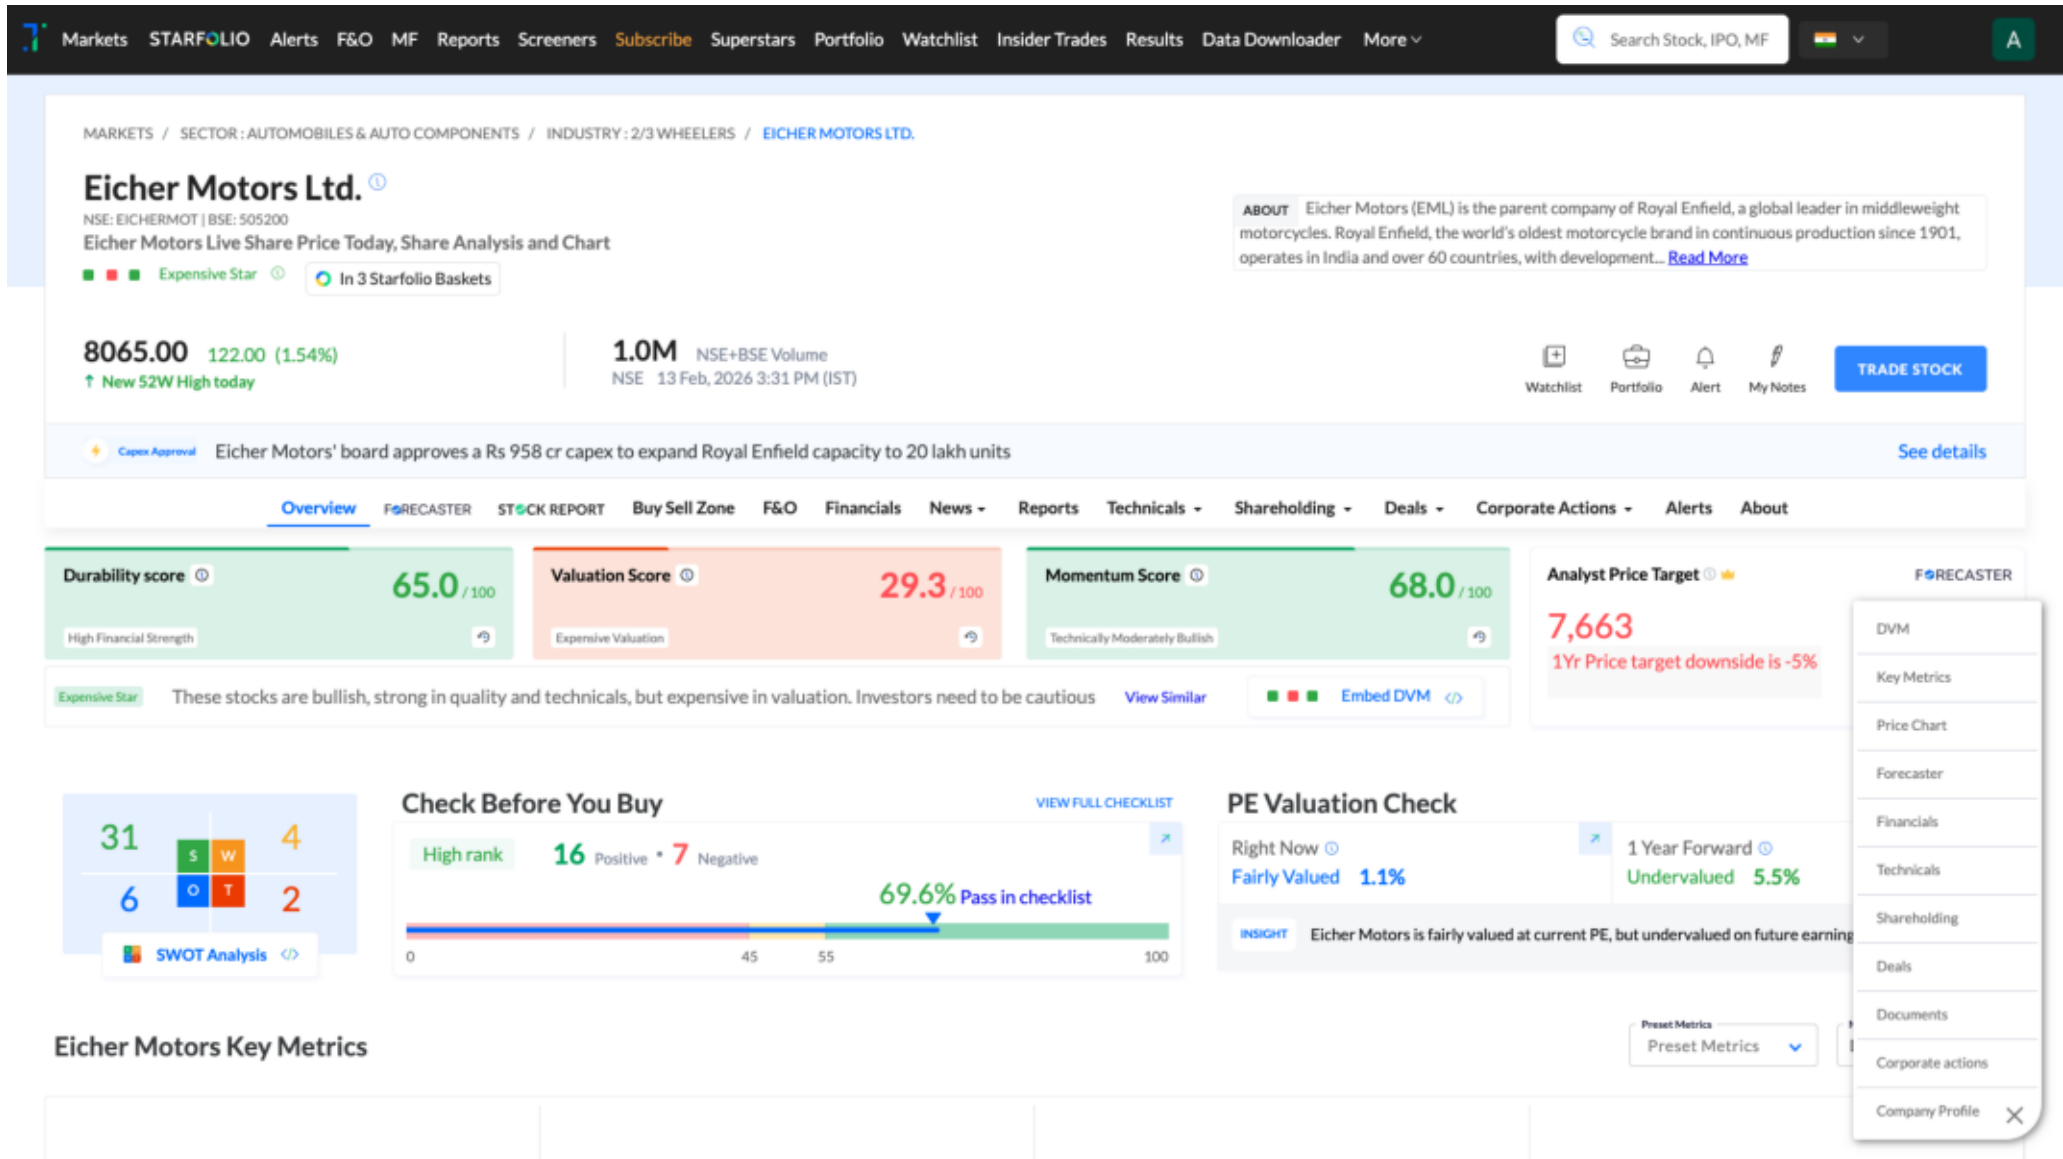 Markets STARFOLIO Alerts F&O MF Reports Screeners Subscribe Superstars Portfolio Watchlist Insider Trades Results Data Downloader More Search Stock, IPO, MF A
MARKETS / SECTOR : AUTOMOBILES & AUTO COMPONENTS / INDUSTRY : 2/3 WHEELERS / EICHER MOTORS LTD.
Eicher Motors Ltd.
NSE: EICHERMOT | BSE: 505200
Eicher Motors Live Share Price Today, Share Analysis and Chart
Expensive Star In 3 Starfolio Baskets
ABOUT Eicher Motors (EML) is the parent company of Royal Enfield, a global leader in middleweight
motorcycles. Royal Enfield, the world's oldest motorcycle brand in continuous production since 1901,
operates in India and over 60 countries, with development... Read More
8065.00 122.00 (1.54%)
↑ New 52W High today
1.0M NSE+BSE Volume
NSE 13 Feb, 2026 3:31 PM (IST)
Watchlist Portfolio Alert My Notes TRADE STOCK
Capex Approval Eicher Motors' board approves a Rs 958 cr capex to expand Royal Enfield capacity to 20 lakh units See details
Overview FORECASTER STOCK REPORT Buy Sell Zone F&O Financials News Reports Technicals Shareholding Deals Corporate Actions Alerts About
Durability score 65.0 / 100
High Financial Strength
Valuation Score 29.3 / 100
Expensive Valuation
Momentum Score 68.0 / 100
Technically Moderately Bullish
Analyst Price Target FORECASTER
7,663
1Yr Price target downside is -5%
Expensive Star These stocks are bullish, strong in quality and technicals, but expensive in valuation. Investors need to be cautious View Similar Embed DVM </>
31 S W 4
6 O T 2
SWOT Analysis </>
Check Before You Buy VIEW FULL CHECKLIST
High rank 16 Positive • 7 Negative
69.6% Pass in checklist
0 45 55 100
PE Valuation Check
Right Now
Fairly Valued 1.1%
1 Year Forward
Undervalued 5.5%
INSIGHT Eicher Motors is fairly valued at current PE, but undervalued on future earning
Eicher Motors Key Metrics
Preset Metrics
Preset Metrics
DVM
Key Metrics
Price Chart
Forecaster
Financials
Technicals
Shareholding
Deals
Documents
Corporate actions
Company Profile